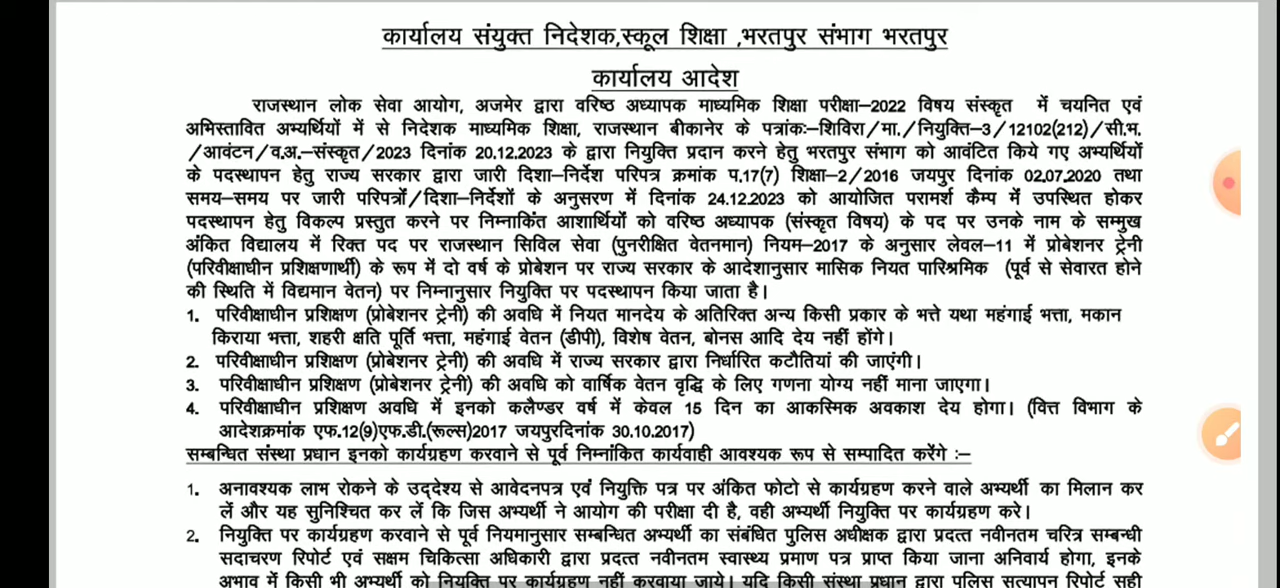 कार्यालय संयुक्त निदेशक,स्कूल शिक्षा ,भरतपुर संभाग भरतपुर
कार्यालय आदेश
राजस्थान लोक सेवा आयोग, अजमेर द्वारा वरिष्ठ अध्यापक माध्यमिक शिक्षा परीक्षा–2022 विषय संस्कृत में चयनित एवं
अभिस्तावित अभ्यर्थियों में से निदेशक माध्यमिक शिक्षा, राजस्थान बीकानेर के पत्रांकः–शिविरा/मा./नियुक्ति–3/12102(212)/सी.भ.
/आवंटन/व.अ.–संस्कृत/2023 दिनांक 20.12.2023 के द्वारा नियुक्ति प्रदान करने हेतु भरतपुर संभाग को आवंटित किये गए अभ्यर्थियों
के पदस्थापन हेतु राज्य सरकार द्वारा जारी दिशा–निर्देश परिपत्र क्रमांक प.17(7) शिक्षा–2/2016 जयपुर दिनांक 02.07.2020 तथा
समय–समय पर जारी परिपत्रों/दिशा–निर्देशों के अनुसरण में दिनांक 24.12.2023 को आयोजित परामर्श कैम्प में उपस्थित होकर
पदस्थापन हेतु विकल्प प्रस्तुत करने पर निम्नाकिंत आशार्थियों को वरिष्ठ अध्यापक (संस्कृत विषय) के पद पर उनके नाम के सम्मुख
अंकित विद्यालय में रिक्त पद पर राजस्थान सिविल सेवा (पुनरीक्षित वेतनमान) नियम–2017 के अनुसार लेवल–11 में प्रोबेशनर ट्रेनी
(परिवीक्षाधीन प्रशिक्षणार्थी) के रूप में दो वर्ष के प्रोबेशन पर राज्य सरकार के आदेशानुसार मासिक नियत पारिश्रमिक (पूर्व से सेवारत होने
की स्थिति में विद्यमान वेतन) पर निम्नानुसार नियुक्ति पर पदस्थापन किया जाता है।
1. परिवीक्षाधीन प्रशिक्षण (प्रोबेशनर ट्रेनी) की अवधि में नियत मानदेय के अतिरिक्त अन्य किसी प्रकार के भत्ते यथा महंगाई भत्ता, मकान
किराया भत्ता, शहरी क्षति पूर्ति भत्ता, महंगाई वेतन (डीपी), विशेष वेतन, बोनस आदि देय नहीं होंगे।
2. परिवीक्षाधीन प्रशिक्षण (प्रोबेशनर ट्रेनी) की अवधि में राज्य सरकार द्वारा निर्धारित कटौतियां की जाएंगी।
3. परिवीक्षाधीन प्रशिक्षण (प्रोबेशनर ट्रेनी) की अवधि को वार्षिक वेतन वृद्धि के लिए गणना योग्य नहीं माना जाएगा।
4. परिवीक्षाधीन प्रशिक्षण अवधि में इनको कलैण्डर वर्ष में केवल 15 दिन का आकस्मिक अवकाश देय होगा। (वित्त विभाग के
आदेशक्रमांक एफ.12(9)एफ.डी.(रूल्स)2017 जयपुरदिनांक 30.10.2017)
सम्बन्धित संस्था प्रधान इनको कार्यग्रहण करवाने से पूर्व निम्नांकित कार्यवाही आवश्यक रूप से सम्पादित करेंगे :–
1. अनावश्यक लाभ रोकने के उद्देश्य से आवेदनपत्र एवं नियुक्ति पत्र पर अंकित फोटो से कार्यग्रहण करने वाले अभ्यर्थी का मिलान कर
लें और यह सुनिश्चित कर लें कि जिस अभ्यर्थी ने आयोग की परीक्षा दी है, वही अभ्यर्थी नियुक्ति पर कार्यग्रहण करे।
2. नियुक्ति पर कार्यग्रहण करवाने से पूर्व नियमानुसार सम्बन्धित अभ्यर्थी का संबंधित पुलिस अधीक्षक द्वारा प्रदत्त नवीनतम चरित्र सम्बन्धी
सदाचरण रिपोर्ट एवं सक्षम चिकित्सा अधिकारी द्वारा प्रदत्त नवीनतम स्वास्थ्य प्रमाण पत्र प्राप्त किया जाना अनिवार्य होगा, इनके
अभाव में किसी भी अभ्यर्थी को नियुक्ति पर कार्यग्रहण नहीं करवाया जाये। यदि किसी संस्था प्रधान द्वारा पुलिस सत्यापन रिपोर्ट सही